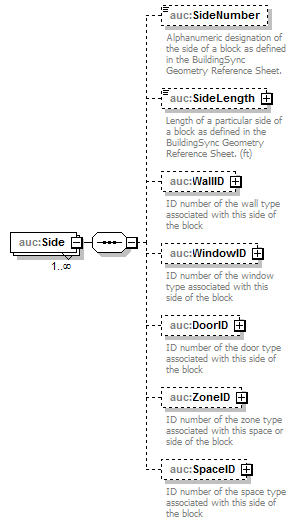 auc:SideNumber
Alphanumeric designation of
the side of a block as defined
in the BuildingSync
Geometry Reference Sheet.
auc:SideLength
Length of a particular side of
a block as defined in the
BuildingSync Geometry
Reference Sheet. (ft)
auc:WallID
ID number of the wall type
associated with this side of
the block
auc:Side
1..∞
auc:WindowID
ID number of the window
type associated with this
side of the block
auc:DoorID
ID number of the door type
associated with this side of
the block
auc:ZoneID
ID number of the zone type
associated with this space or
side of the block
auc:SpaceID
ID number of the space type
associated with this side of
the block